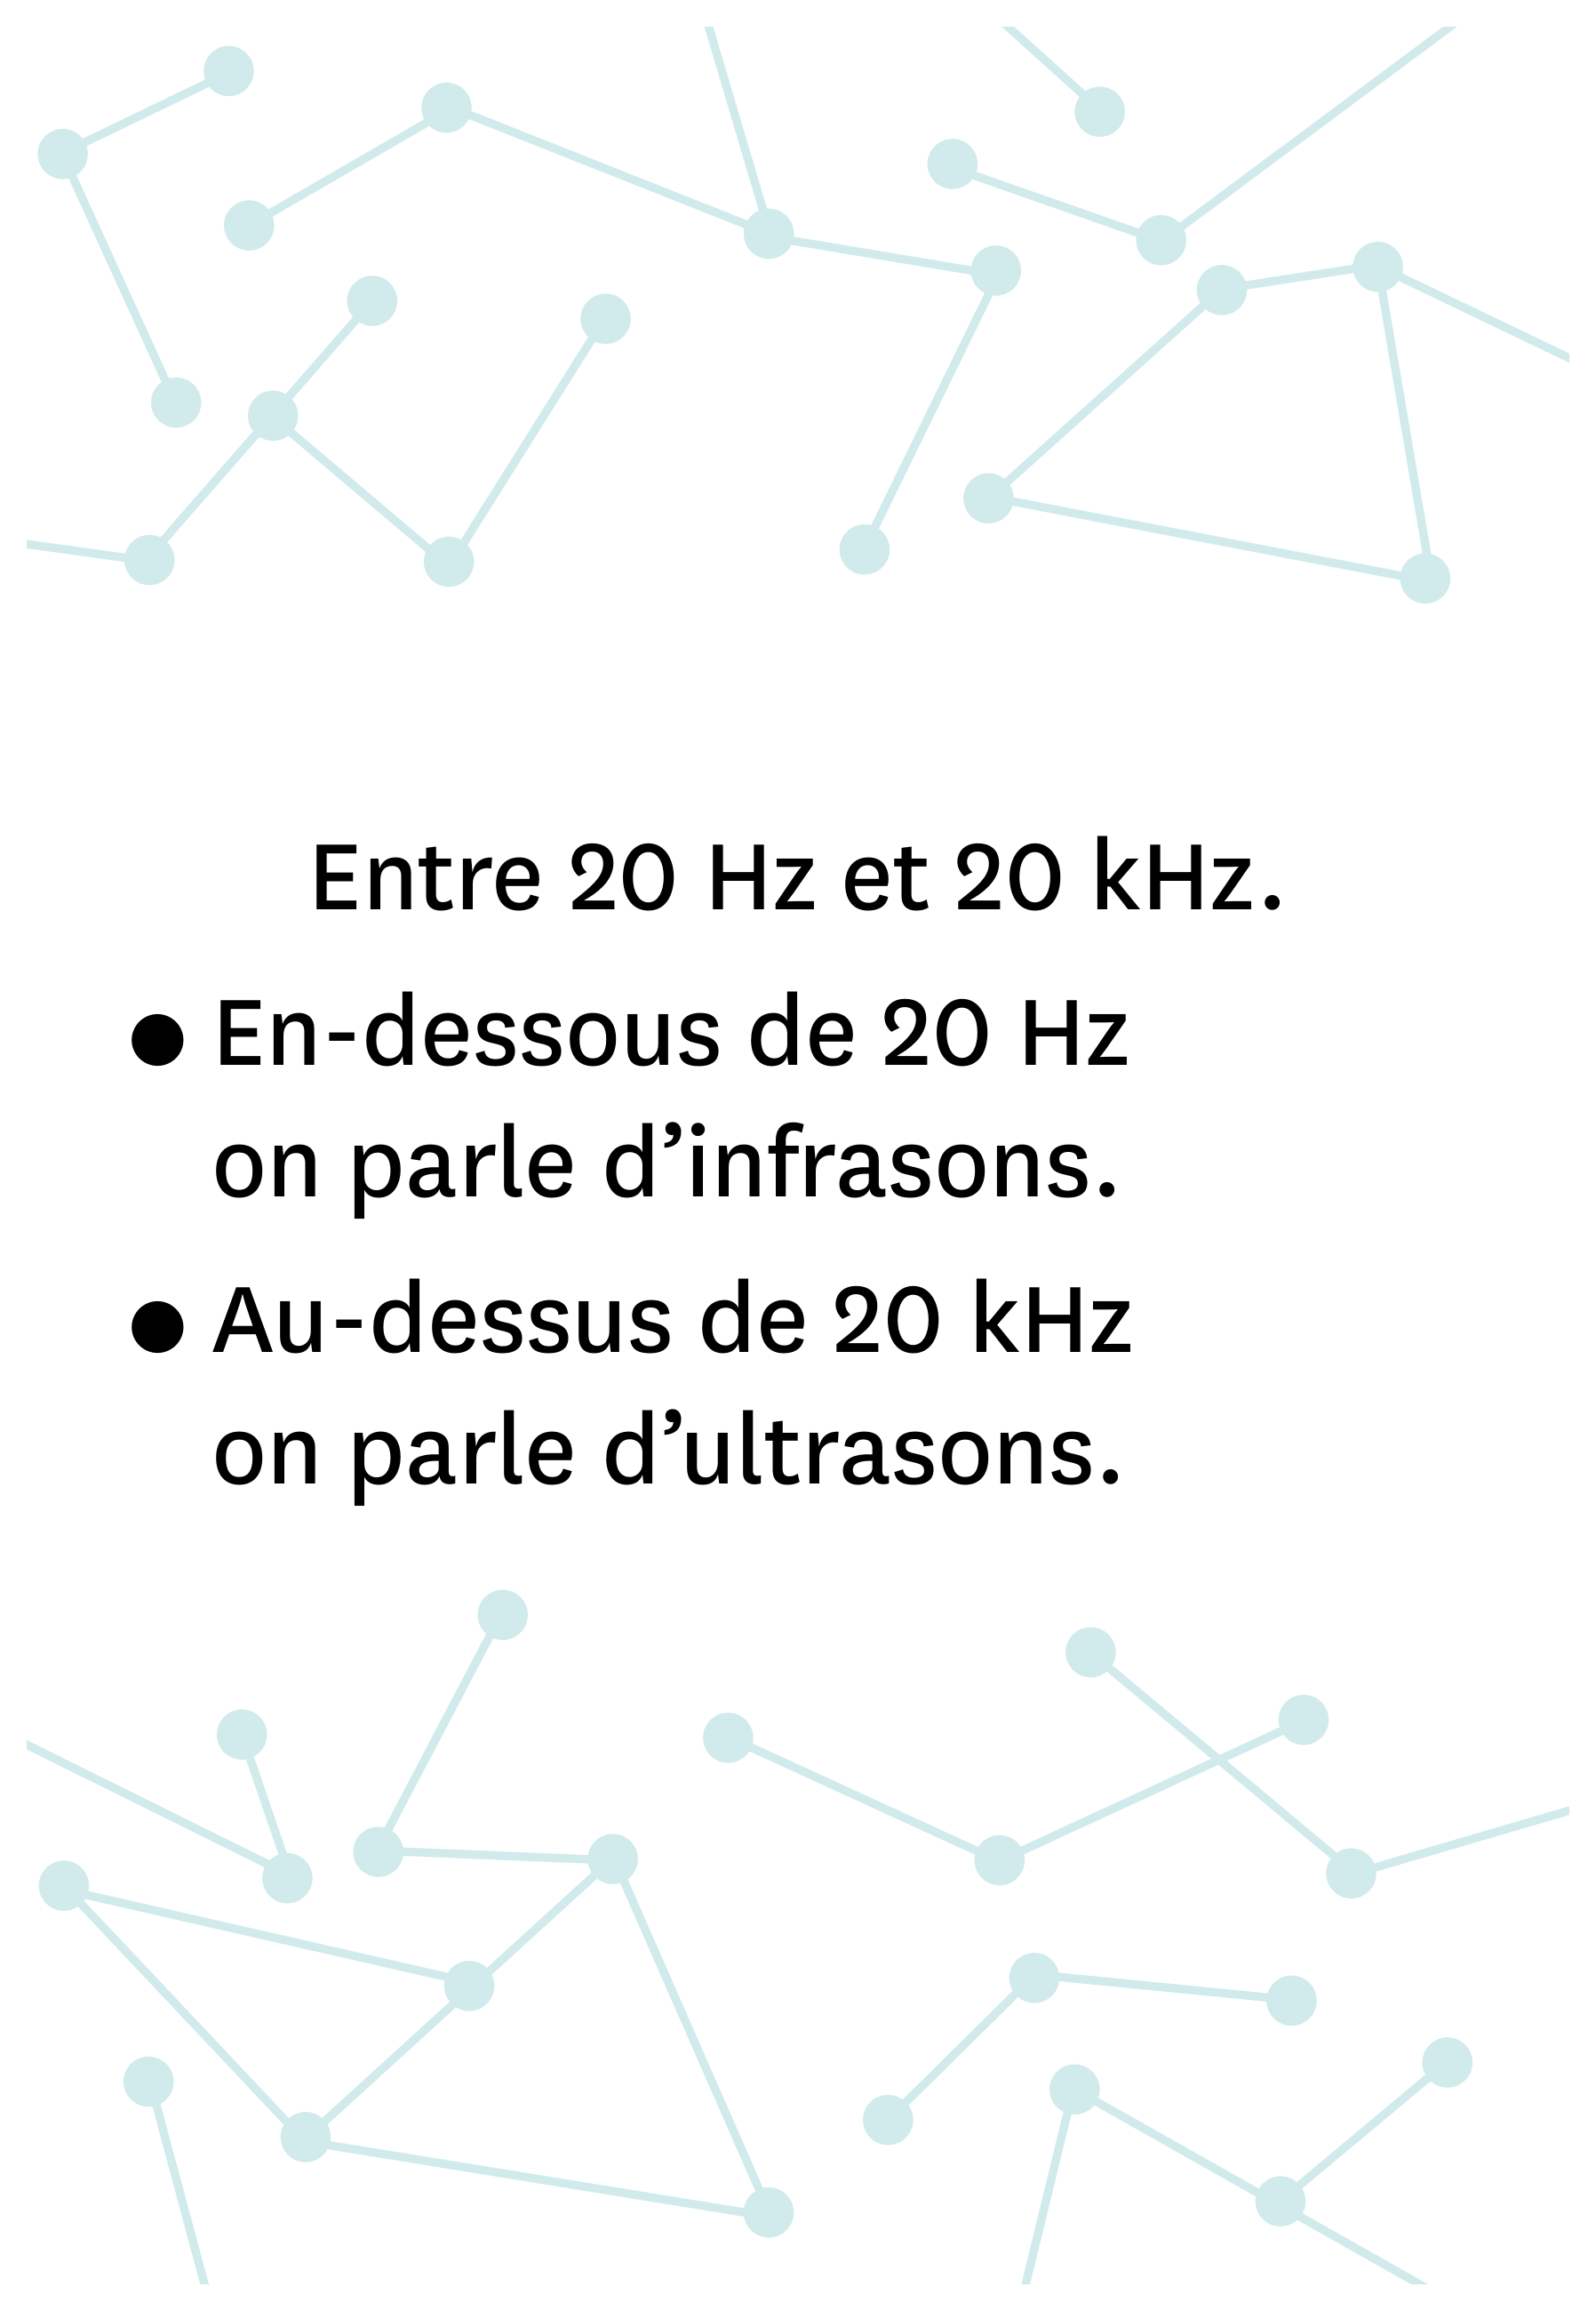 Entre 20 Hz et 20 kHz.
● En-dessous de 20 Hz
on parle d’infrasons.
● Au-dessus de 20 kHz
on parle d’ultrasons.